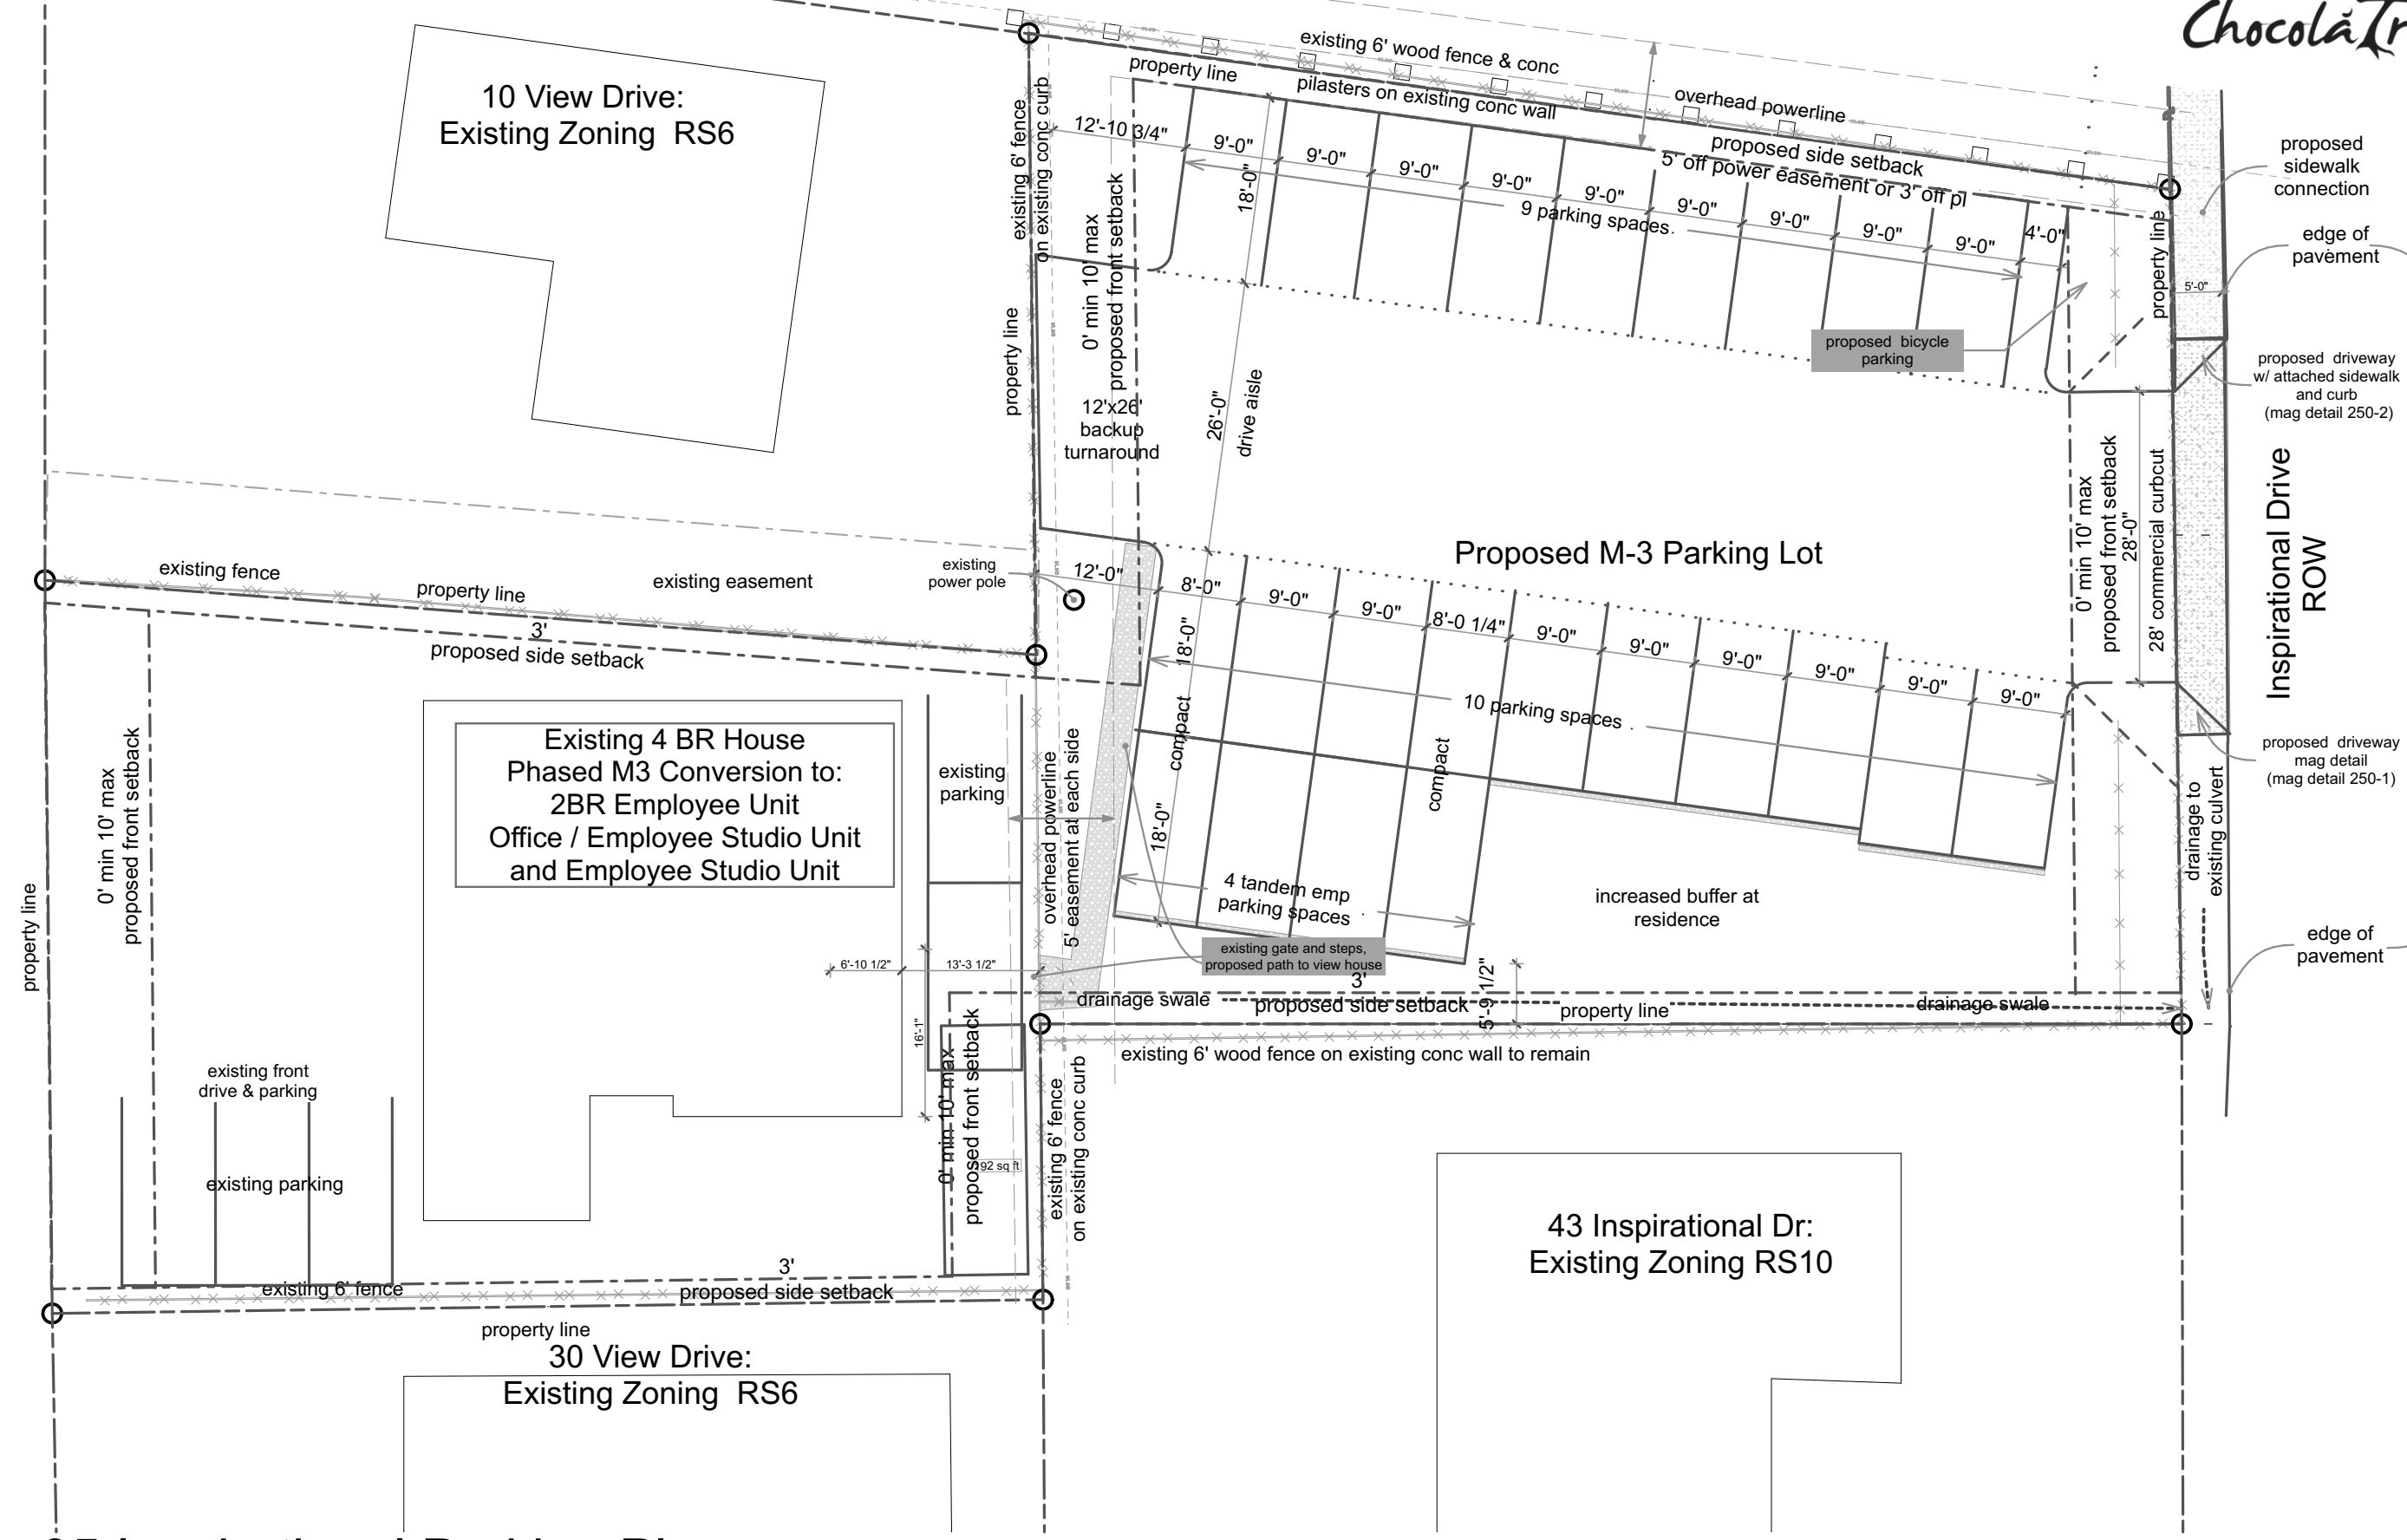 ChocolăTr
existing 6' wood fence & conc
pilasters on existing conc wall
property line
overhead powerline
proposed side setback
5' off power easement or 3' off pl
10 View Drive:
Existing Zoning RS6
existing 6' fence
on existing conc curb
12'-10 3/4"
9'-0"
9'-0"
9'-0"
9'-0"
9'-0"
9'-0"
9'-0"
9'-0"
9'-0"
4'-0"
18'-0"
9 parking spaces.
0' min 10' max
proposed front setback
property line
12'x26'
backup
turnaround
26'-0"
drive aisle
proposed bicycle
parking
property line
5'-0"
proposed
sidewalk
connection
edge of
pavement
proposed driveway
w/ attached sidewalk
and curb
(mag detail 250-2)
0' min 10' max
proposed front setback
28'-0"
28' commercial curbcut
Inspirational Drive
ROW
Proposed M-3 Parking Lot
existing fence
property line
existing easement
existing
power pole
3'
proposed side setback
12'-0"
8'-0"
9'-0"
9'-0"
8'-0 1/4"
9'-0"
9'-0"
9'-0"
9'-0"
9'-0"
9'-0"
18'-0"
compact
10 parking spaces .
compact
18'-0"
4 tandem emp
parking spaces .
proposed driveway
mag detail
(mag detail 250-1)
drainage to
existing culvert
edge of
pavement
increased buffer at
residence
property line
0' min 10' max
proposed front setback
Existing 4 BR House
Phased M3 Conversion to:
2BR Employee Unit
Office / Employee Studio Unit
and Employee Studio Unit
existing
parking
overhead powerline
5' easement at each side
6'-10 1/2"
13'-3 1/2"
existing gate and steps,
proposed path to view house
16'-1"
drainage swale
3'
proposed side setback
5'-9 1/2"
property line
drainage swale
existing 6' wood fence on existing conc wall to remain
0' min 10' max
proposed front setback
92 sq ft
existing 6' fence
on existing conc curb
existing front
drive & parking
existing parking
existing 6' fence
3'
proposed side setback
property line
30 View Drive:
Existing Zoning RS6
43 Inspirational Dr:
Existing Zoning RS10